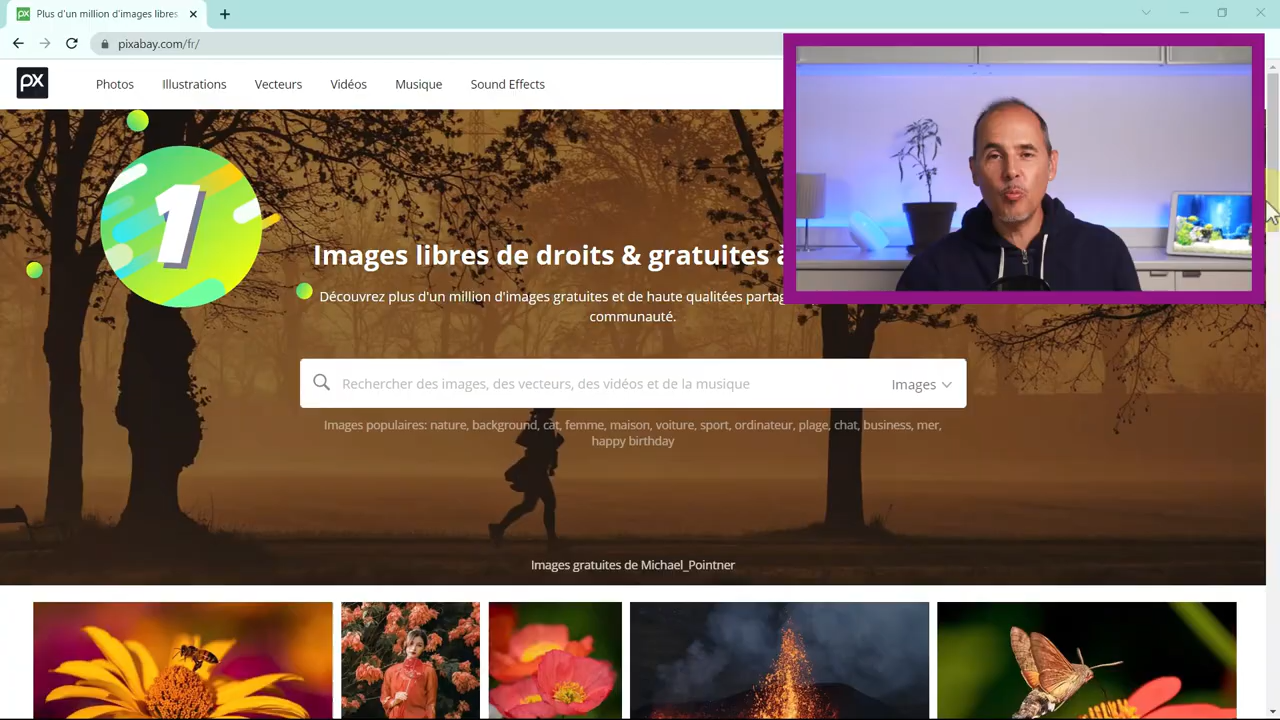 Plus d'un million d'images libres
pixabay.com/fr/
px
Photos Illustrations Vecteurs Vidéos Musique Sound Effects
1
Images libres de droits & gratuites à
Découvrez plus d'un million d'images gratuites et de haute qualitées partag
communauté.
Rechercher des images, des vecteurs, des vidéos et de la musique Images
Images populaires: nature, background, cat, femme, maison, voiture, sport, ordinateur, plage, chat, business, mer,
happy birthday
Images gratuites de Michael_Pointner